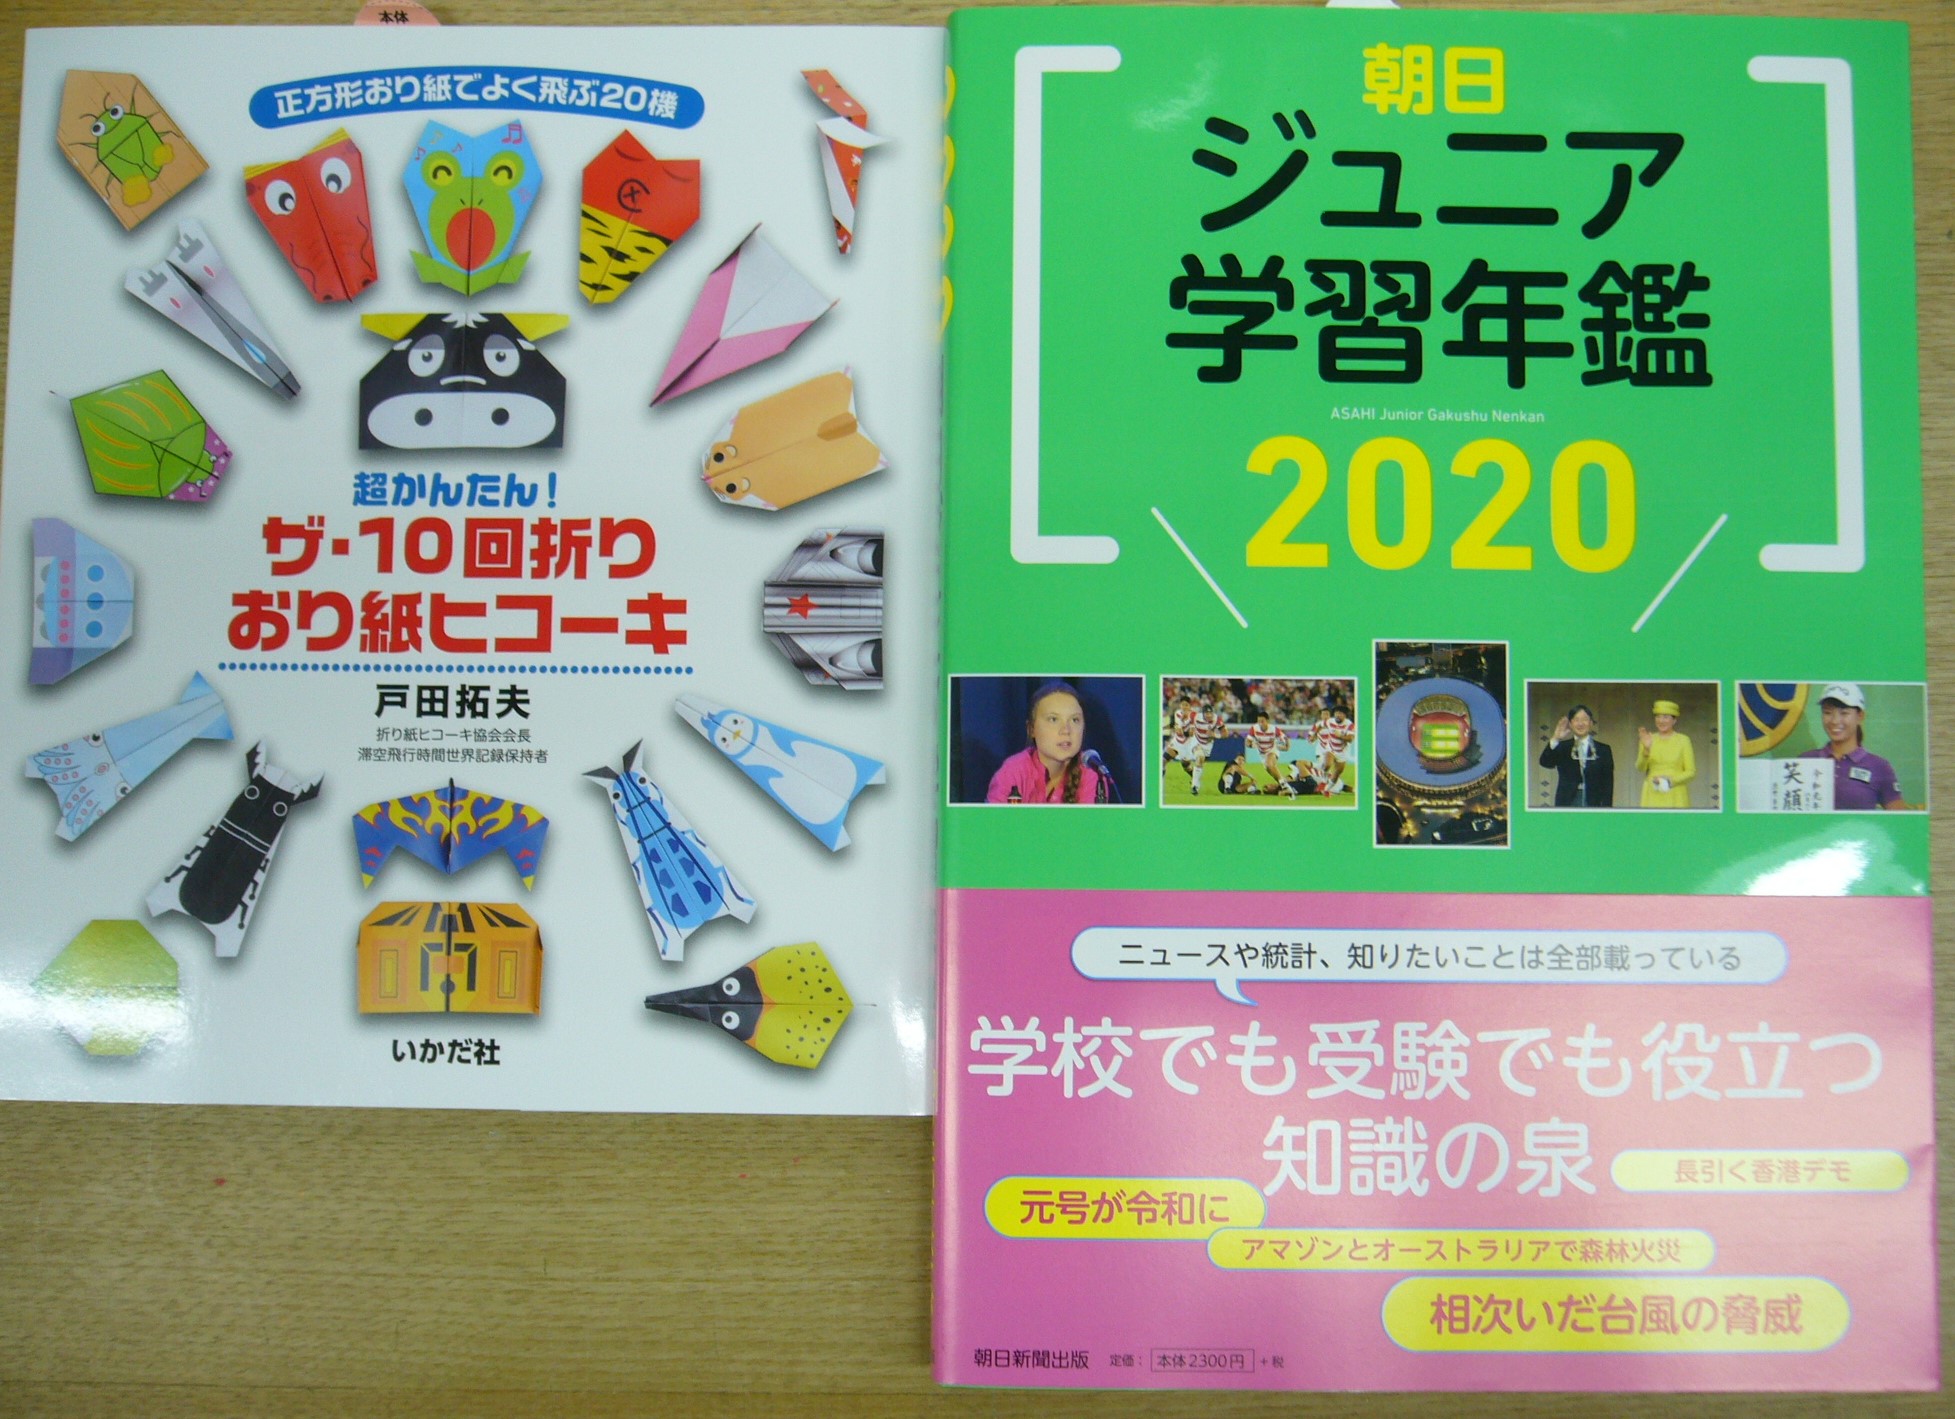 本体
正方形おり紙でよく飛ぶ20機
超かんたん!
ザ・10回折り
おり紙ヒコーキ
戸田拓夫
折り紙ヒコーキ協会会長
滞空飛行時間世界記録保持者
いかだ社
朝日
ジュニア
学習年鑑
ASAHI Junior Gakushu Nenkan
2020
笑顔
令和元年
ニュースや統計、知りたいことは全部載っている
学校でも受験でも役立つ
知識の泉
長引く香港デモ
元号が令和に
アマゾンとオーストラリアで森林火災
相次いだ台風の脅威
朝日新聞出版 定価: 本体2300円 +税